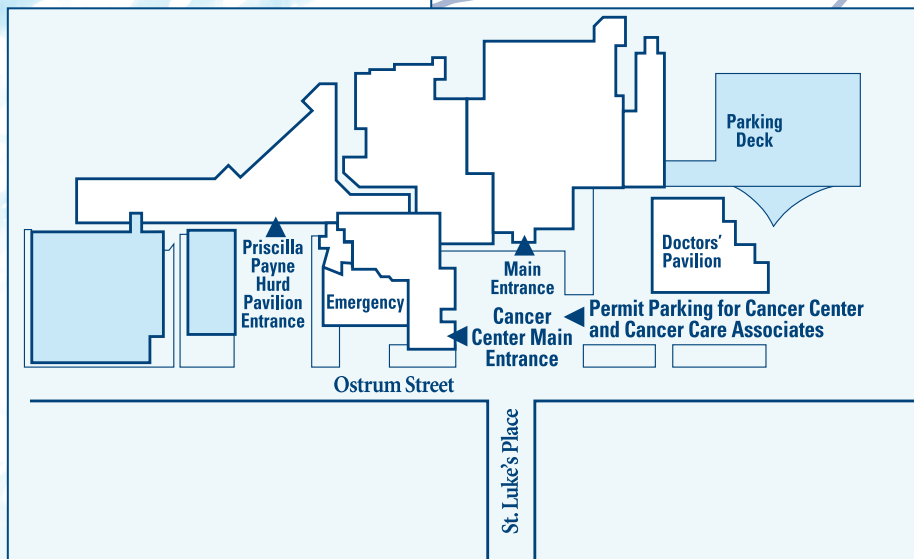 Parking
Deck
Doctors'
Pavilion
Priscilla
Payne
Hurd
Pavilion
Entrance
Emergency
Main
Entrance
Cancer
Center Main
Entrance
Permit Parking for Cancer Center
and Cancer Care Associates
Ostrum Street
St. Luke's Place